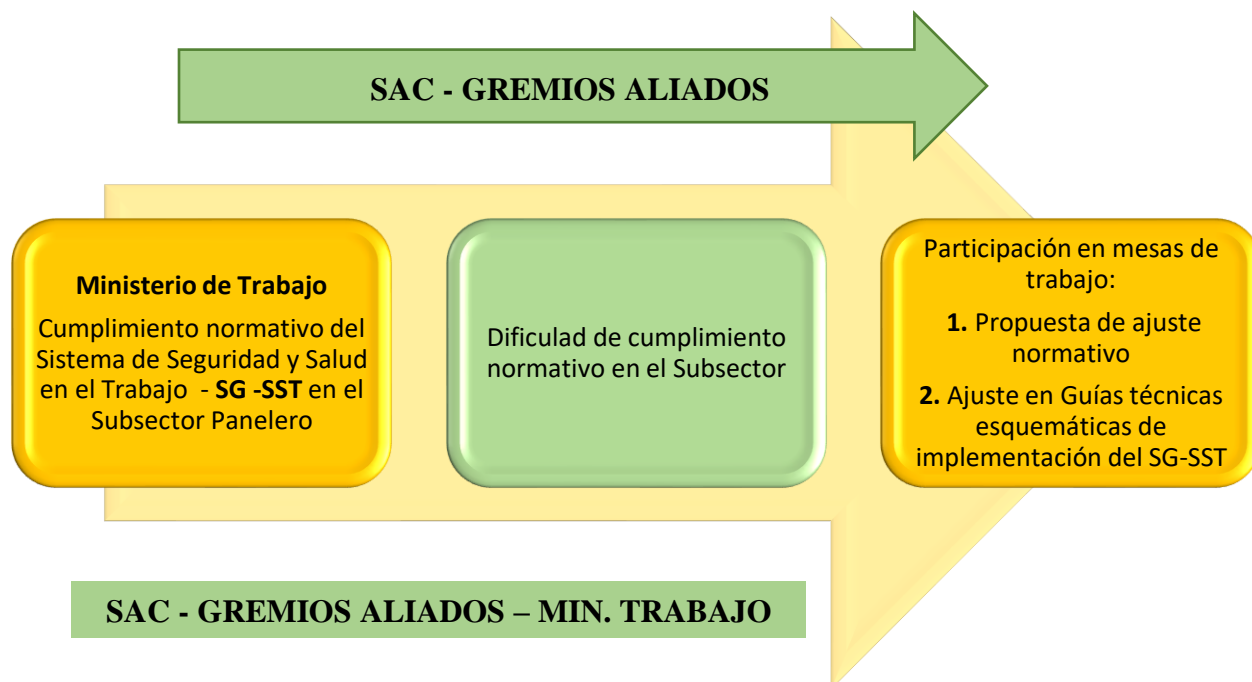 SAC - GREMIOS ALIADOS
Ministerio de Trabajo
Cumplimiento normativo del
Sistema de Seguridad y Salud
en el Trabajo - SG -SST en el
Subsector Panelero
Dificulad de cumplimiento
normativo en el Subsector
Participación en mesas de
trabajo:
1. Propuesta de ajuste
normativo
2. Ajuste en Guías técnicas
esquemáticas de
implementación del SG-SST
SAC - GREMIOS ALIADOS – MIN. TRABAJO